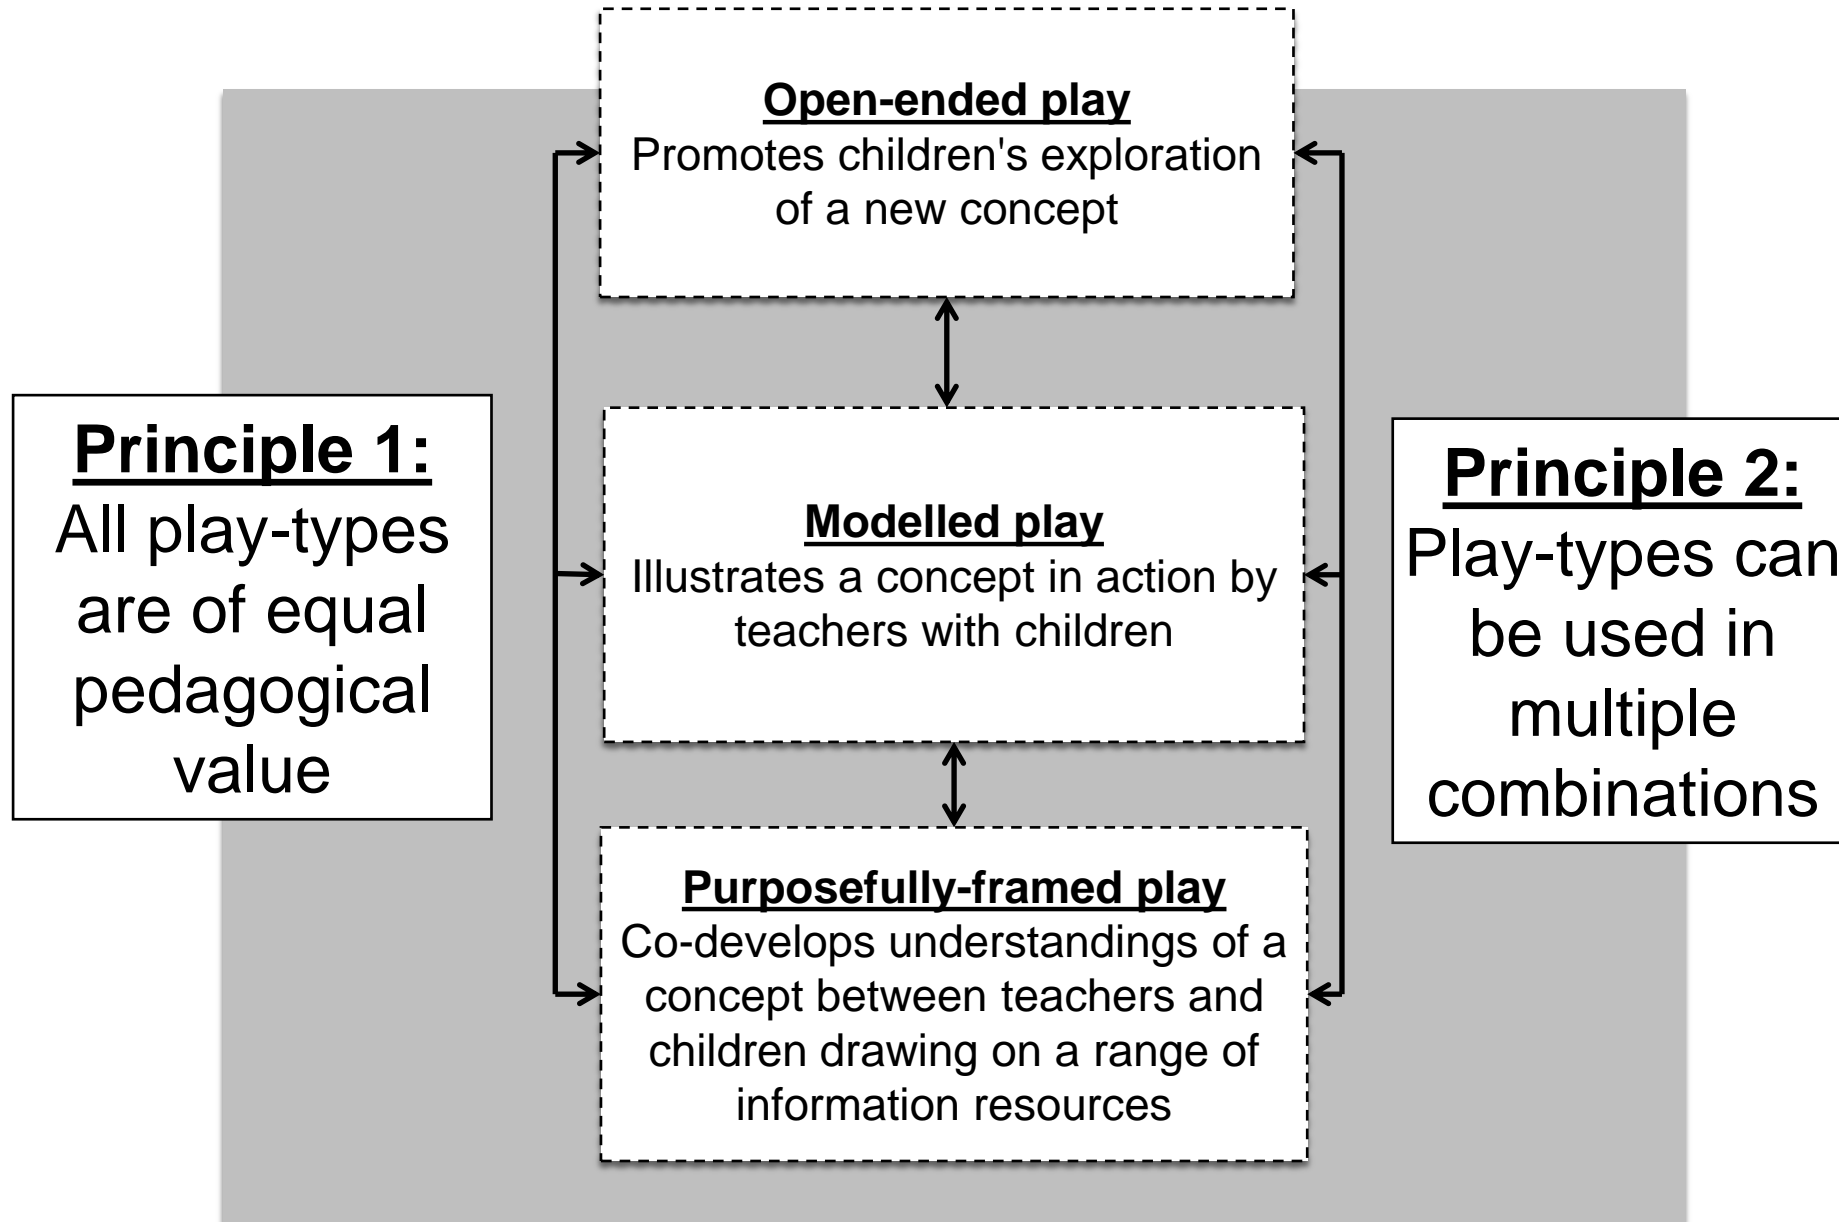 Open-ended play
Promotes children's exploration
of a new concept
Principle 1:
All play-types
are of equal
pedagogical
value
Modelled play
Illustrates a concept in action by
teachers with children
Principle 2:
Play-types can
be used in
multiple
combinations
Purposefully-framed play
Co-develops understandings of a
concept between teachers and
children drawing on a range of
information resources